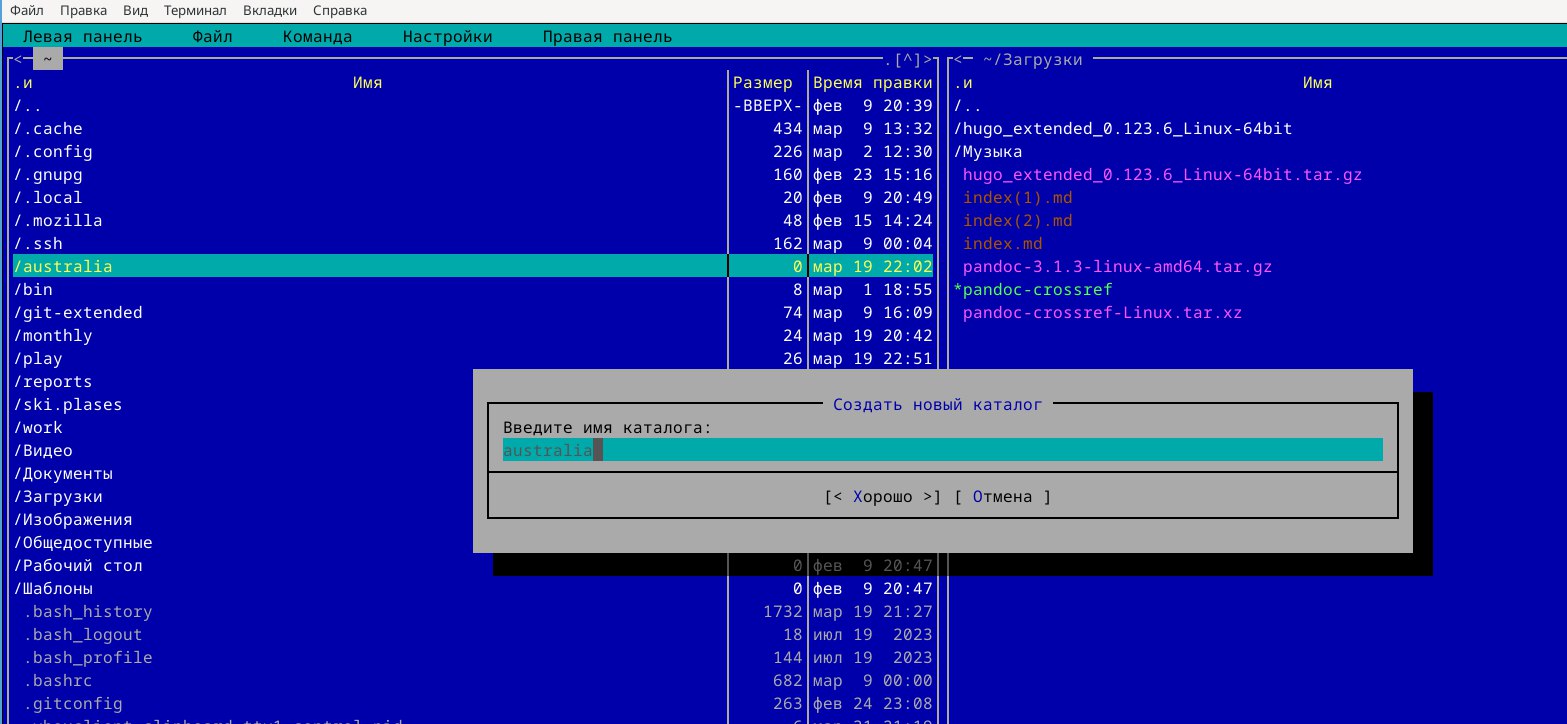 Файл Правка Вид Терминал Вкладки Справка
Левая панель Файл Команда Настройки Правая панель
<─ ~ .[^]> <─ ~/Загрузки
.и Имя Размер Время правки .и Имя
/.. -ВВЕРХ- фев 9 20:39 /..
/.cache 434 мар 9 13:32 /hugo_extended_0.123.6_Linux-64bit
/.config 226 мар 2 12:30 /Музыка
/.gnupg 160 фев 23 15:16 hugo_extended_0.123.6_Linux-64bit.tar.gz
/.local 20 фев 9 20:49 index(1).md
/.mozilla 48 фев 15 14:24 index(2).md
/.ssh 162 мар 9 00:04 index.md
/australia 0 мар 19 22:02 pandoc-3.1.3-linux-amd64.tar.gz
/bin 8 мар 1 18:55 *pandoc-crossref
/git-extended 74 мар 9 16:09 pandoc-crossref-Linux.tar.xz
/monthly 24 мар 19 20:42
/play 26 мар 19 22:51
/reports
/ski.plases Создать новый каталог
/work Введите имя каталога:
/Видео australia
/Документы
/Загрузки [< Хорошо >] [ Отмена ]
/Изображения
/Общедоступные
/Рабочий стол 0 фев 9 20:47
/Шаблоны 0 фев 9 20:47
.bash_history 1732 мар 19 21:27
.bash_logout 18 июл 19 2023
.bash_profile 144 июл 19 2023
.bashrc 682 мар 9 00:00
.gitconfig 263 фев 24 23:08